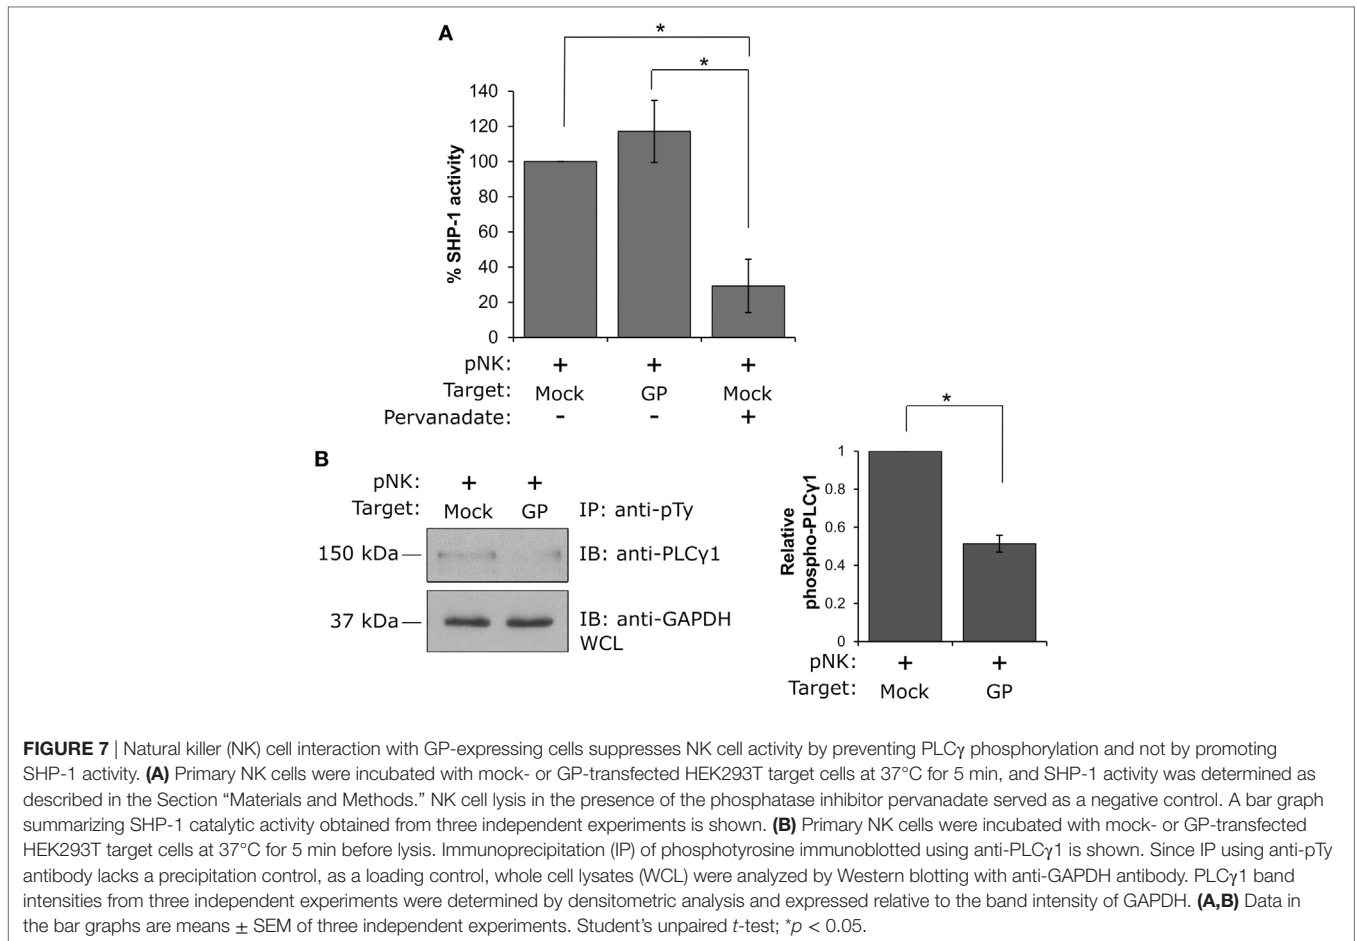 A
*
*
140
120
100
80
60
40
20
0
% SHP-1 activity
pNK: + + +
Target: Mock GP Mock
Pervanadate: - - +
B
pNK: + +
Target: Mock GP IP: anti-pTy
150 kDa IB: anti-PLCγ1
37 kDa IB: anti-GAPDH
WCL
*
1
0.8
0.6
0.4
0.2
0
Relative
phospho-PLCγ1
pNK: + +
Target: Mock GP
FIGURE 7 | Natural killer (NK) cell interaction with GP-expressing cells suppresses NK cell activity by preventing PLCγ phosphorylation and not by promoting
SHP-1 activity. (A) Primary NK cells were incubated with mock- or GP-transfected HEK293T target cells at 37°C for 5 min, and SHP-1 activity was determined as
described in the Section “Materials and Methods.” NK cell lysis in the presence of the phosphatase inhibitor pervanadate served as a negative control. A bar graph
summarizing SHP-1 catalytic activity obtained from three independent experiments is shown. (B) Primary NK cells were incubated with mock- or GP-transfected
HEK293T target cells at 37°C for 5 min before lysis. Immunoprecipitation (IP) of phosphotyrosine immunoblotted using anti-PLCγ1 is shown. Since IP using anti-pTy
antibody lacks a precipitation control, as a loading control, whole cell lysates (WCL) were analyzed by Western blotting with anti-GAPDH antibody. PLCγ1 band
intensities from three independent experiments were determined by densitometric analysis and expressed relative to the band intensity of GAPDH. (A,B) Data in
the bar graphs are means ± SEM of three independent experiments. Student’s unpaired t-test; *p < 0.05.